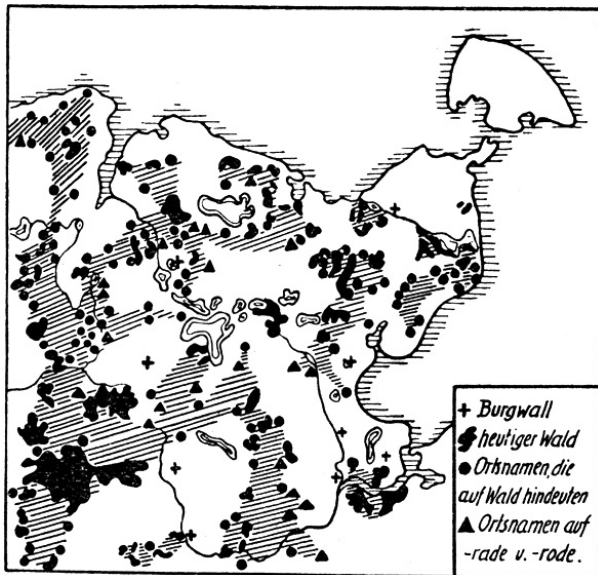 + Burgwall
heutiger Wald
Ortsnamen, die
auf Wald hindeuten
Ortsnamen auf
-rade u. -rode.